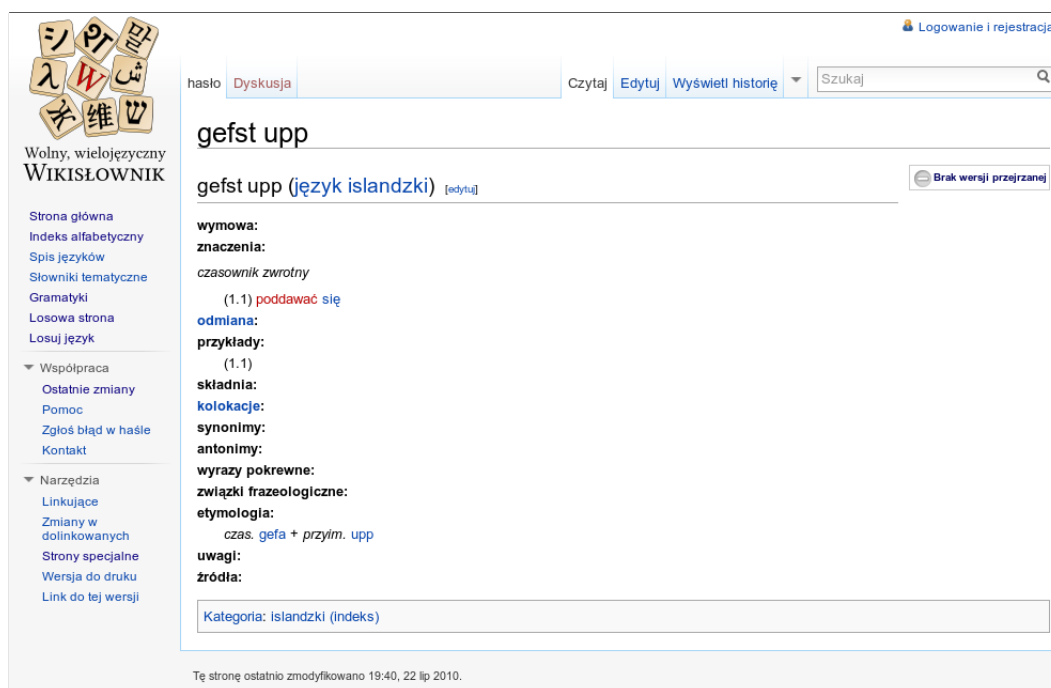 Logowanie i rejestracja
hasło Dyskusja Czytaj Edytuj Wyświetl historię Szukaj
シ 말
λ W ش
维 ש
Wolny, wielojęzyczny
WIKISŁOWNIK
Strona główna
Indeks alfabetyczny
Spis języków
Słowniki tematyczne
Gramatyki
Losowa strona
Losuj język
Współpraca
Ostatnie zmiany
Pomoc
Zgłoś błąd w haśle
Kontakt
Narzędzia
Linkujące
Zmiany w
dolinkowanych
Strony specjalne
Wersja do druku
Link do tej wersji
gefst upp
gefst upp (język islandzki) [edytuj]
Brak wersji przejrzanej
wymowa:
znaczenia:
czasownik zwrotny
(1.1) poddawać się
odmiana:
przykłady:
(1.1)
składnia:
kolokacje:
synonimy:
antonimy:
wyrazy pokrewne:
związki frazeologiczne:
etymologia:
czas. gefa + przyim. upp
uwagi:
źródła:
Kategoria: islandzki (indeks)
Tę stronę ostatnio zmodyfikowano 19:40, 22 lip 2010.